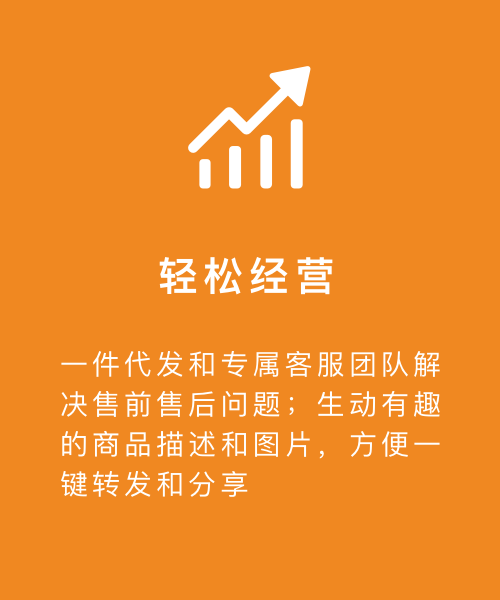 轻松经营
一件代发和专属客服团队解
决售前售后问题；生动有趣
的商品描述和图片，方便一
键转发和分享